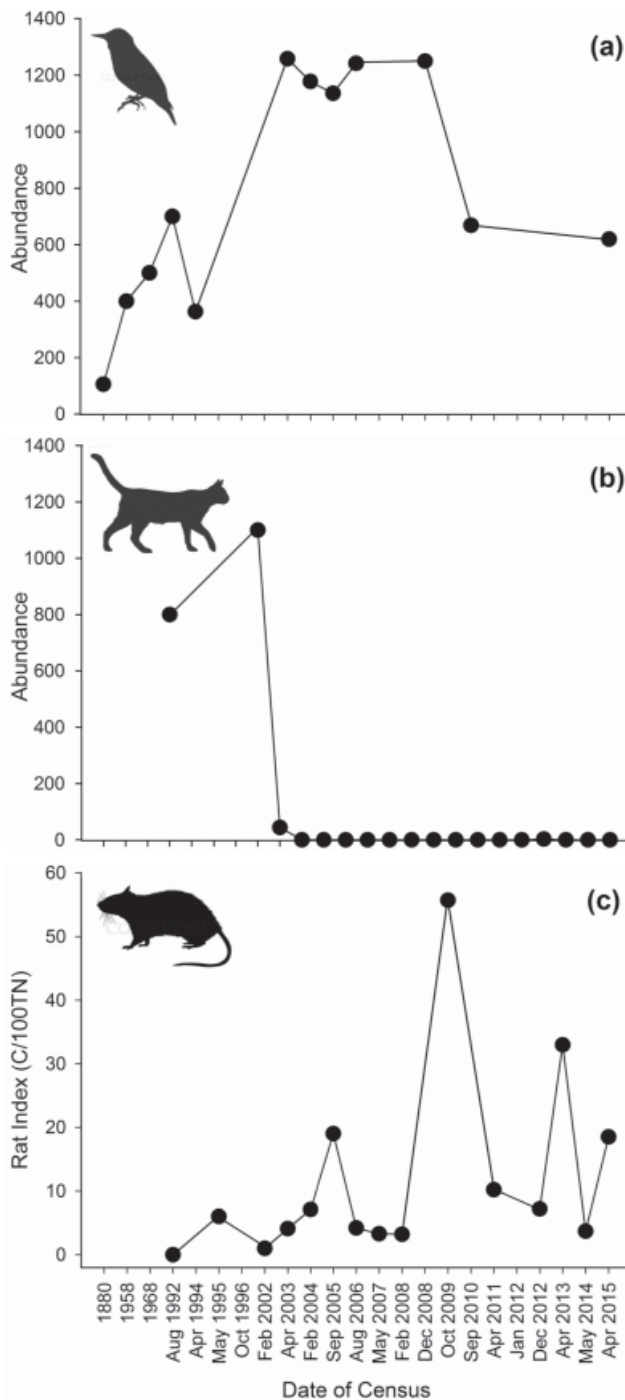 (a)
1400
1200
1000
800
600
400
200
0
Abundance
(b)
1400
1200
1000
800
600
400
200
0
Abundance
(c)
60
50
40
30
20
10
0
Rat Index (C/100TN)
1880
1958
1968
Aug 1992
Apr 1994
May 1995
Oct 1996
Feb 2002
Apr 2003
Feb 2004
Sep 2005
Aug 2006
May 2007
Feb 2008
Dec 2008
Oct 2009
Sep 2010
Apr 2011
Jan 2012
Dec 2012
Apr 2013
May 2014
Apr 2015
Date of Census